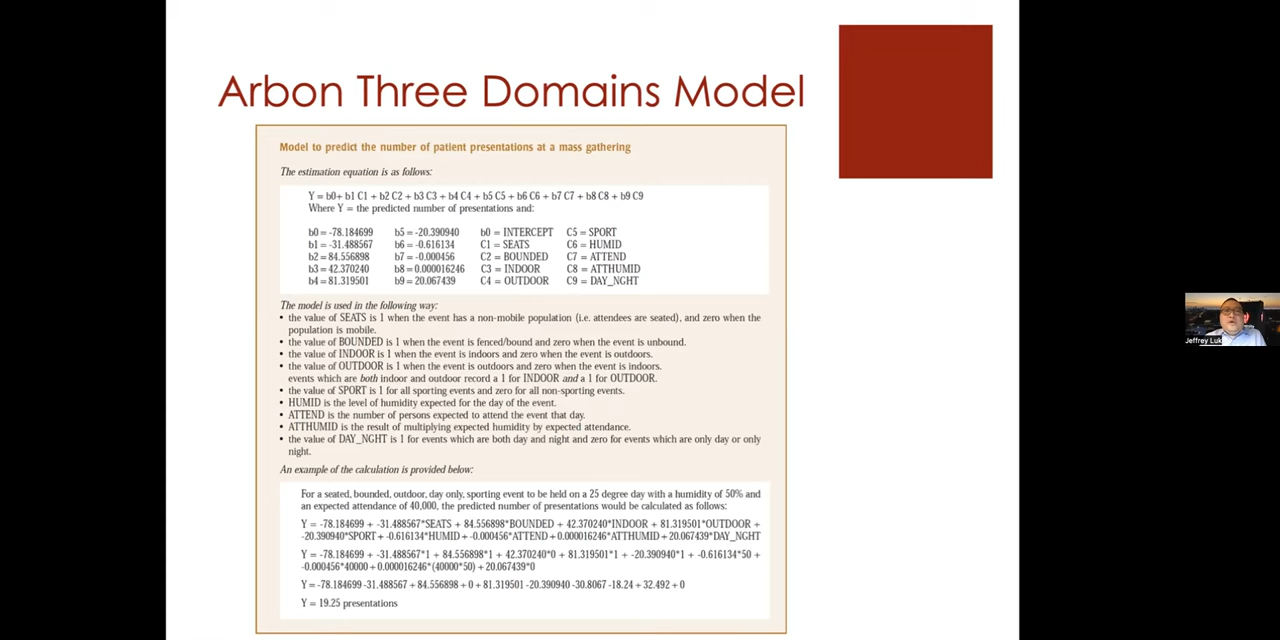 Arbon Three Domains Model
Model to predict the number of patient presentations at a mass gathering
The estimation equation is as follows:
Y = b0+ b1 C1 + b2 C2 + b3 C3 + b4 C4 + b5 C5 + b6 C6 + b7 C7 + b8 C8 + b9 C9
Where Y = the predicted number of presentations and:
b0 = -78.184699 b5 = -20.390940 b0 = INTERCEPT C5 = SPORT
b1 = -31.488567 b6 = -0.616134 C1 = SEATS C6 = HUMID
b2 = 84.556898 b7 = -0.000456 C2 = BOUNDED C7 = ATTEND
b3 = 42.370240 b8 = 0.000016246 C3 = INDOOR C8 = ATTHUMID
b4 = 81.319501 b9 = 20.067439 C4 = OUTDOOR C9 = DAY_NGHT
The model is used in the following way:
• the value of SEATS is 1 when the event has a non-mobile population (i.e. attendees are seated), and zero when the
population is mobile.
• the value of BOUNDED is 1 when the event is fenced/bound and zero when the event is unbound.
• the value of INDOOR is 1 when the event is indoors and zero when the event is outdoors.
• the value of OUTDOOR is 1 when the event is outdoors and zero when the event is indoors.
events which are both indoor and outdoor record a 1 for INDOOR and a 1 for OUTDOOR.
• the value of SPORT is 1 for all sporting events and zero for all non-sporting events.
• HUMID is the level of humidity expected for the day of the event.
• ATTEND is the number of persons expected to attend the event that day.
• ATTHUMID is the result of multiplying expected humidity by expected attendance.
• the value of DAY_NGHT is 1 for events which are both day and night and zero for events which are only day or only
night.
An example of the calculation is provided below:
For a seated, bounded, outdoor, day only, sporting event to be held on a 25 degree day with a humidity of 50% and
an expected attendance of 40,000, the predicted number of presentations would be calculated as follows:
Y = -78.184699 + -31.488567*SEATS + 84.556898*BOUNDED + 42.370240*INDOOR + 81.319501*OUTDOOR +
-20.390940*SPORT + -0.616134*HUMID + -0.000456*ATTEND + 0.000016246*ATTHUMID + 20.067439*DAY_NGHT
Y = -78.184699 + -31.488567*1 + 84.556898*1 + 42.370240*0 + 81.319501*1 + -20.390940*1 + -0.616134*50 +
-0.000456*40000 + 0.000016246*(40000*50) + 20.067439*0
Y = -78.184699 -31.488567 + 84.556898 + 0 + 81.319501 -20.390940 -30.8067 -18.24 + 32.492 + 0
Y = 19.25 presentations
Jeffrey Luk